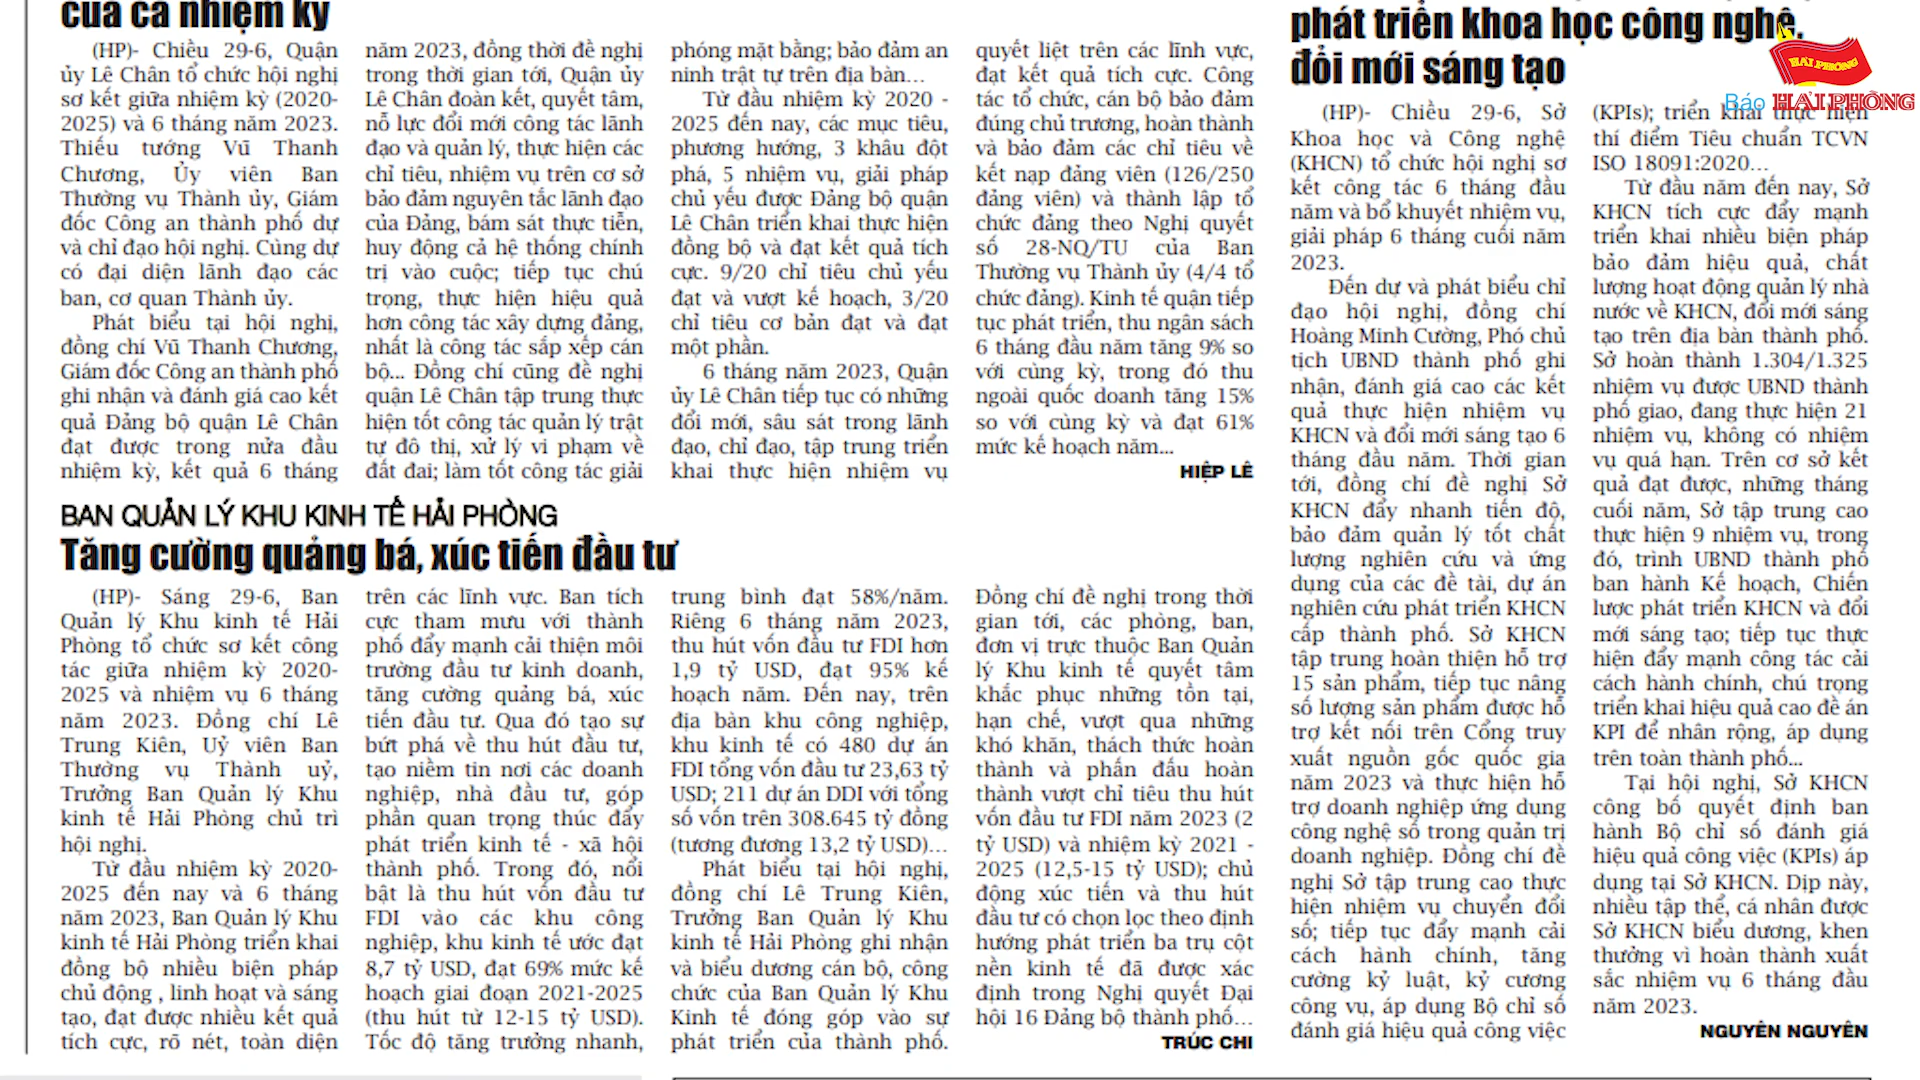 của cả nhiệm kỳ
(HP)- Chiều 29-6, Quận
ủy Lê Chân tổ chức hội nghị
sơ kết giữa nhiệm kỳ (2020-
2025) và 6 tháng năm 2023.
Thiếu tướng Vũ Thanh
Chương, Ủy viên Ban
Thường vụ Thành ủy, Giám
đốc Công an thành phố dự
và chỉ đạo hội nghị. Cùng dự
có đại diện lãnh đạo các
ban, cơ quan Thành ủy.
Phát biểu tại hội nghị,
đồng chí Vũ Thanh Chương,
Giám đốc Công an thành phố
ghi nhận và đánh giá cao kết
quả Đảng bộ quận Lê Chân
đạt được trong nửa đầu
nhiệm kỳ, kết quả 6 tháng
năm 2023, đồng thời đề nghị
trong thời gian tới, Quận ủy
Lê Chân đoàn kết, quyết tâm,
nỗ lực đổi mới công tác lãnh
đạo và quản lý, thực hiện các
chỉ tiêu, nhiệm vụ trên cơ sở
bảo đảm nguyên tắc lãnh đạo
của Đảng, bám sát thực tiễn,
huy động cả hệ thống chính
trị vào cuộc; tiếp tục chú
trọng, thực hiện hiệu quả
hơn công tác xây dựng đảng,
nhất là công tác sắp xếp cán
bộ... Đồng chí cũng đề nghị
quận Lê Chân tập trung thực
hiện tốt công tác quản lý trật
tự đô thị, xử lý vi phạm về
đất đai; làm tốt công tác giải
phóng mặt bằng; bảo đảm an
ninh trật tự trên địa bàn...
Từ đầu nhiệm kỳ 2020 -
2025 đến nay, các mục tiêu,
phương hướng, 3 khâu đột
phá, 5 nhiệm vụ, giải pháp
chủ yếu được Đảng bộ quận
Lê Chân triển khai thực hiện
đồng bộ và đạt kết quả tích
cực. 9/20 chỉ tiêu chủ yếu
đạt và vượt kế hoạch, 3/20
chỉ tiêu cơ bản đạt và đạt
một phần.
6 tháng năm 2023, Quận
ủy Lê Chân tiếp tục có những
đổi mới, sâu sát trong lãnh
đạo, chỉ đạo, tập trung triển
khai thực hiện nhiệm vụ
quyết liệt trên các lĩnh vực,
đạt kết quả tích cực. Công
tác tổ chức, cán bộ bảo đảm
đúng chủ trương, hoàn thành
và bảo đảm các chỉ tiêu về
kết nạp đảng viên (126/250
đảng viên) và thành lập tổ
chức đảng theo Nghị quyết
số 28-NQ/TU của Ban
Thường vụ Thành ủy (4/4 tổ
chức đảng). Kinh tế quận tiếp
tục phát triển, thu ngân sách
6 tháng đầu năm tăng 9% so
với cùng kỳ, trong đó thu
ngoài quốc doanh tăng 15%
so với cùng kỳ và đạt 61%
mức kế hoạch năm...
HIỆP LÊ
BAN QUẢN LÝ KHU KINH TẾ HẢI PHÒNG
Tăng cường quảng bá, xúc tiến đầu tư
(HP)- Sáng 29-6, Ban
Quản lý Khu kinh tế Hải
Phòng tổ chức sơ kết công
tác giữa nhiệm kỳ 2020-
2025 và nhiệm vụ 6 tháng
năm 2023. Đồng chí Lê
Trung Kiên, Uỷ viên Ban
Thường vụ Thành uỷ,
Trưởng Ban Quản lý Khu
kinh tế Hải Phòng chủ trì
hội nghị.
Từ đầu nhiệm kỳ 2020-
2025 đến nay và 6 tháng
năm 2023, Ban Quản lý Khu
kinh tế Hải Phòng triển khai
đồng bộ nhiều biện pháp
chủ động , linh hoạt và sáng
tạo, đạt được nhiều kết quả
tích cực, rõ nét, toàn diện
trên các lĩnh vực. Ban tích
cực tham mưu với thành
phố đẩy mạnh cải thiện môi
trường đầu tư kinh doanh,
tăng cường quảng bá, xúc
tiến đầu tư. Qua đó tạo sự
bứt phá về thu hút đầu tư,
tạo niềm tin nơi các doanh
nghiệp, nhà đầu tư, góp
phần quan trọng thúc đẩy
phát triển kinh tế - xã hội
thành phố. Trong đó, nổi
bật là thu hút vốn đầu tư
FDI vào các khu công
nghiệp, khu kinh tế ước đạt
8,7 tỷ USD, đạt 69% mức kế
hoạch giai đoạn 2021-2025
(thu hút từ 12-15 tỷ USD).
Tốc độ tăng trưởng nhanh,
trung bình đạt 58%/năm.
Riêng 6 tháng năm 2023,
thu hút vốn đầu tư FDI hơn
1,9 tỷ USD, đạt 95% kế
hoạch năm. Đến nay, trên
địa bàn khu công nghiệp,
khu kinh tế có 480 dự án
FDI tổng vốn đầu tư 23,63 tỷ
USD; 211 dự án DDI với tổng
số vốn trên 308.645 tỷ đồng
(tương đương 13,2 tỷ USD)...
Phát biểu tại hội nghị,
đồng chí Lê Trung Kiên,
Trưởng Ban Quản lý Khu
kinh tế Hải Phòng ghi nhận
và biểu dương cán bộ, công
chức của Ban Quản lý Khu
Kinh tế đóng góp vào sự
phát triển của thành phố.
Đồng chí đề nghị trong thời
gian tới, các phòng, ban,
đơn vị trực thuộc Ban Quản
lý Khu kinh tế quyết tâm
khắc phục những tồn tại,
hạn chế, vượt qua những
khó khăn, thách thức hoàn
thành và phấn đấu hoàn
thành vượt chỉ tiêu thu hút
vốn đầu tư FDI năm 2023 (2
tỷ USD) và nhiệm kỳ 2021 -
2025 (12,5-15 tỷ USD); chủ
động xúc tiến và thu hút
đầu tư có chọn lọc theo định
hướng phát triển ba trụ cột
nền kinh tế đã được xác
định trong Nghị quyết Đại
hội 16 Đảng bộ thành phố...
TRÚC CHI
phát triển khoa học công nghệ,
đổi mới sáng tạo
(HP)- Chiều 29-6, Sở
Khoa học và Công nghệ
(KHCN) tổ chức hội nghị sơ
kết công tác 6 tháng đầu
năm và bổ khuyết nhiệm vụ,
giải pháp 6 tháng cuối năm
2023.
Đến dự và phát biểu chỉ
đạo hội nghị, đồng chí
Hoàng Minh Cường, Phó chủ
tịch UBND thành phố ghi
nhận, đánh giá cao các kết
quả thực hiện nhiệm vụ
KHCN và đổi mới sáng tạo 6
tháng đầu năm. Thời gian
tới, đồng chí đề nghị Sở
KHCN đẩy nhanh tiến độ,
bảo đảm quản lý tốt chất
lượng nghiên cứu và ứng
dụng của các đề tài, dự án
nghiên cứu phát triển KHCN
cấp thành phố. Sở KHCN
tập trung hoàn thiện hỗ trợ
15 sản phẩm, tiếp tục nâng
số lượng sản phẩm được hỗ
trợ kết nối trên Cổng truy
xuất nguồn gốc quốc gia
năm 2023 và thực hiện hỗ
trợ doanh nghiệp ứng dụng
công nghệ số trong quản trị
doanh nghiệp. Đồng chí đề
nghị Sở tập trung cao thực
hiện nhiệm vụ chuyển đổi
số; tiếp tục đẩy mạnh cải
cách hành chính, tăng
cường kỷ luật, kỷ cương
công vụ, áp dụng Bộ chỉ số
đánh giá hiệu quả công việc
(KPIs); triển khai thực hiện
thí điểm Tiêu chuẩn TCVN
ISO 18091:2020...
Từ đầu năm đến nay, Sở
KHCN tích cực đẩy mạnh
triển khai nhiều biện pháp
bảo đảm hiệu quả, chất
lượng hoạt động quản lý nhà
nước về KHCN, đổi mới sáng
tạo trên địa bàn thành phố.
Sở hoàn thành 1.304/1.325
nhiệm vụ được UBND thành
phố giao, đang thực hiện 21
nhiệm vụ, không có nhiệm
vụ quá hạn. Trên cơ sở kết
quả đạt được, những tháng
cuối năm, Sở tập trung cao
thực hiện 9 nhiệm vụ, trong
đó, trình UBND thành phố
ban hành Kế hoạch, Chiến
lược phát triển KHCN và đổi
mới sáng tạo; tiếp tục thực
hiện đẩy mạnh công tác cải
cách hành chính, chú trọng
triển khai hiệu quả cao đề án
KPI để nhân rộng, áp dụng
trên toàn thành phố...
Tại hội nghị, Sở KHCN
công bố quyết định ban
hành Bộ chỉ số đánh giá
hiệu quả công việc (KPIs) áp
dụng tại Sở KHCN. Dịp này,
nhiều tập thể, cá nhân được
Sở KHCN biểu dương, khen
thưởng vì hoàn thành xuất
sắc nhiệm vụ 6 tháng đầu
năm 2023.
NGUYÊN NGUYÊN
HẢI PHÒNG
Báo HẢI PHÒNG